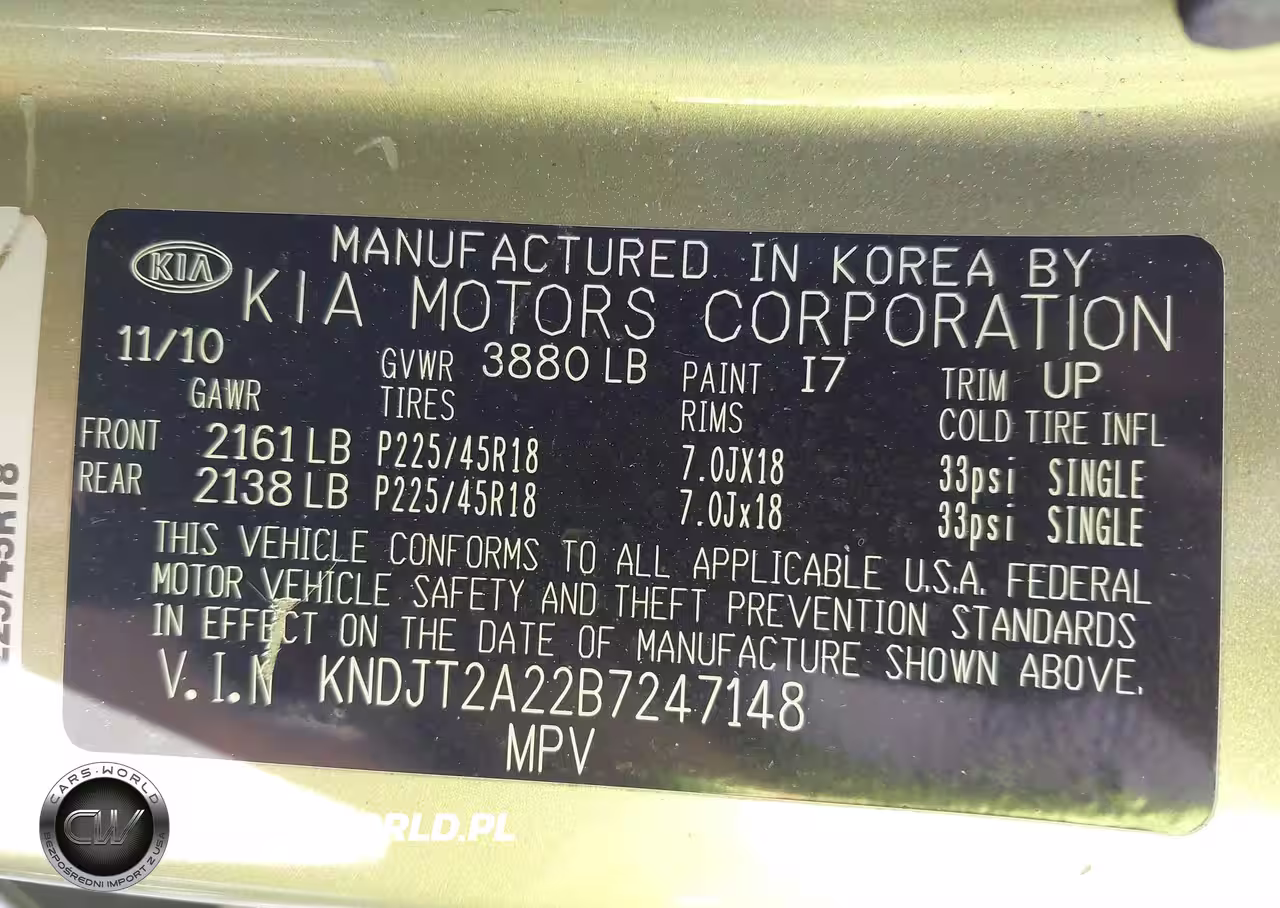 KIA
MANUFACTURED IN KOREA BY
KIA MOTORS CORPORATION
11/10 GVWR 3880 LB PAINT I7 TRIM UP
GAWR TIRES RIMS COLD TIRE INFL
FRONT 2161 LB P225/45R18 7.0JX18 33psi SINGLE
REAR 2138 LB P225/45R18 7.0Jx18 33psi SINGLE
THIS VEHICLE CONFORMS TO ALL APPLICABLE U.S.A. FEDERAL
MOTOR VEHICLE SAFETY AND THEFT PREVENTION STANDARDS
IN EFFECT ON THE DATE OF MANUFACTURE SHOWN ABOVE.
V.I.N KNDJT2A22B7247148
MPV
CARS-WORLD
CW
BEZPOŚREDNI IMPORT Z USA